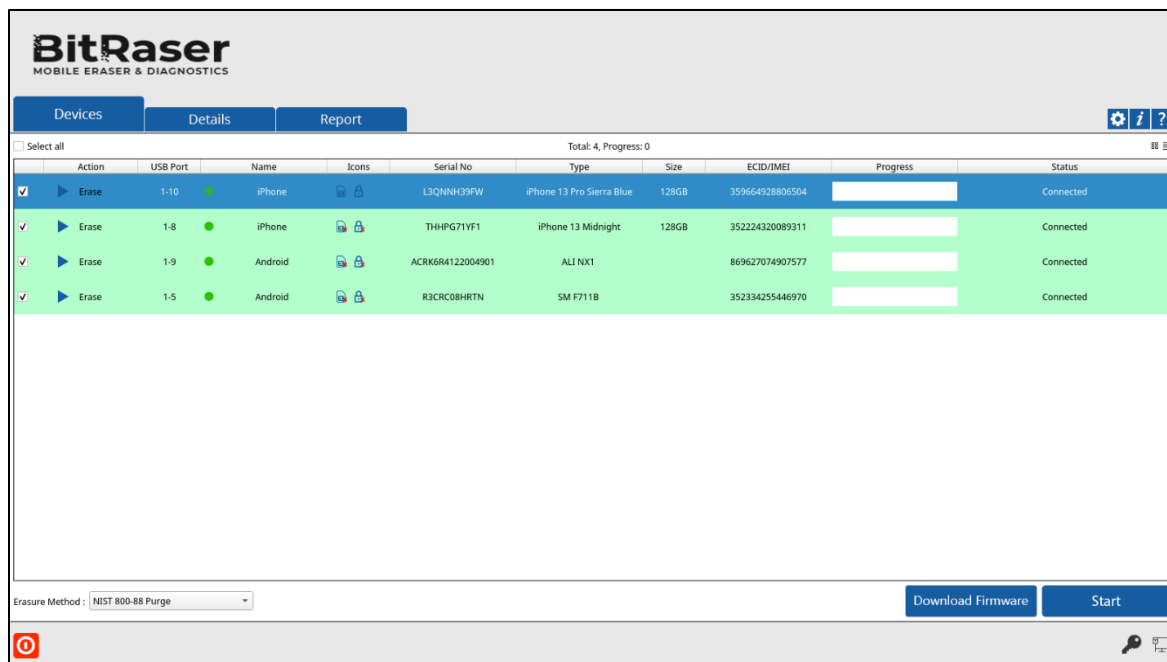 BitRaser
MOBILE ERASER & DIAGNOSTICS
Devices Details Report
i ?
Select all Total: 4, Progress: 0
Action USB Port Name Icons Serial No Type Size ECID/IMEI Progress Status
Erase 1-10 iPhone L3QNNH39FW iPhone 13 Pro Sierra Blue 128GB 359664928806504 Connected
Erase 1-8 iPhone THHPG71YF1 iPhone 13 Midnight 128GB 352224320089311 Connected
Erase 1-9 Android ACRK6R4122004901 ALI NX1 869627074907577 Connected
Erase 1-5 Android R3CRC08HRTN SM F711B 352334255446970 Connected
Erasure Method : NIST 800-88 Purge Download Firmware Start